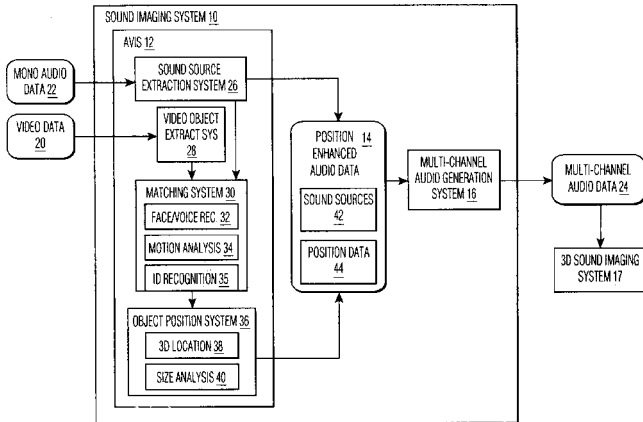 SOUND IMAGING SYSTEM 10
AVIS 12
MONO AUDIO
DATA 22
SOUND SOURCE
EXTRACTION SYSTEM 26
VIDEO DATA
20
VIDEO OBJECT
EXTRACT SYS
28
MATCHING SYSTEM 30
FACE/VOICE REC. 32
MOTION ANALYSIS 34
ID RECOGNITION 35
OBJECT POSITION SYSTEM 36
3D LOCATION 38
SIZE ANALYSIS 40
POSITION 14
ENHANCED
AUDIO DATA
SOUND SOURCES
42
POSITION DATA
44
MULTI-CHANNEL
AUDIO GENERATION
SYSTEM 16
MULTI-CHANNEL
AUDIO DATA 24
3D SOUND IMAGING
SYSTEM 17